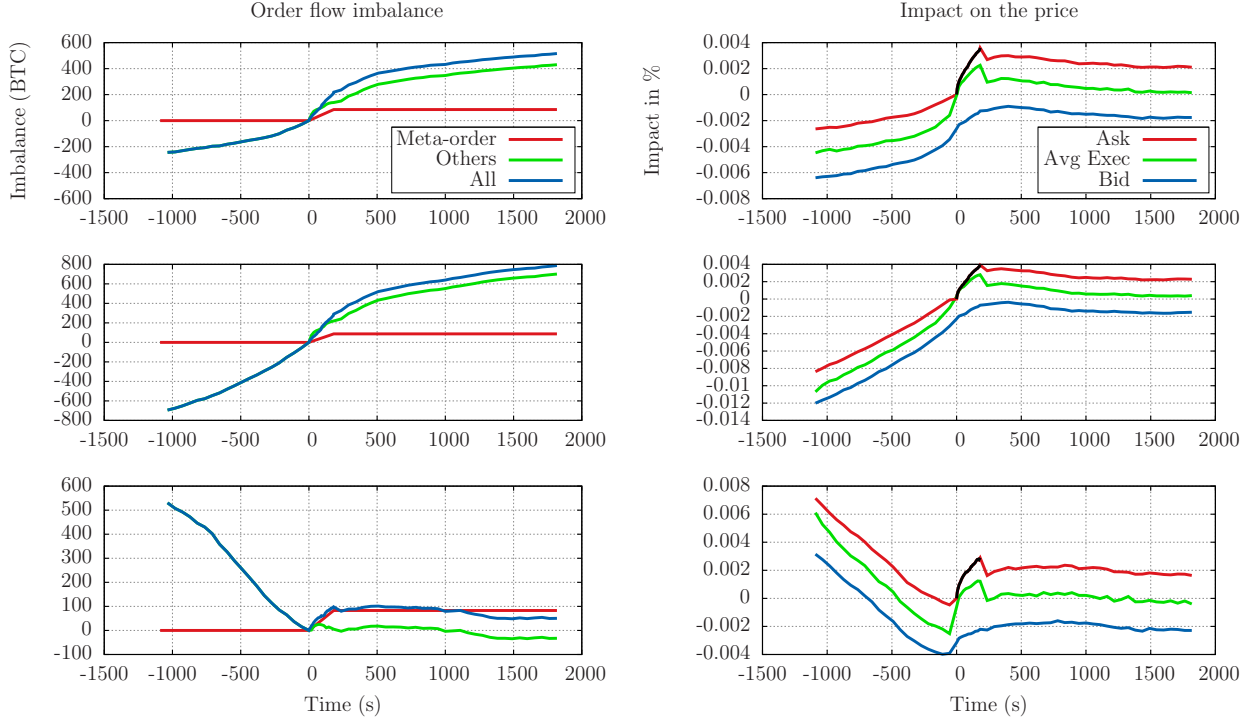 Order flow imbalance
Imbalance (BTC)
600
400
200
0
-200
-400
-600
-1500 -1000 -500 0 500 1000 1500 2000
Meta-order
Others
All
Impact on the price
Impact in %
0.004
0.002
0
-0.002
-0.004
-0.006
-0.008
-1500 -1000 -500 0 500 1000 1500 2000
Ask
Avg Exec
Bid
800
600
400
200
0
-200
-400
-600
-800
-1500 -1000 -500 0 500 1000 1500 2000
0.004
0.002
0
-0.002
-0.004
-0.006
-0.008
-0.01
-0.012
-0.014
-1500 -1000 -500 0 500 1000 1500 2000
600
500
400
300
200
100
0
-100
-1500 -1000 -500 0 500 1000 1500 2000
Time (s)
0.008
0.006
0.004
0.002
0
-0.002
-0.004
-1500 -1000 -500 0 500 1000 1500 2000
Time (s)